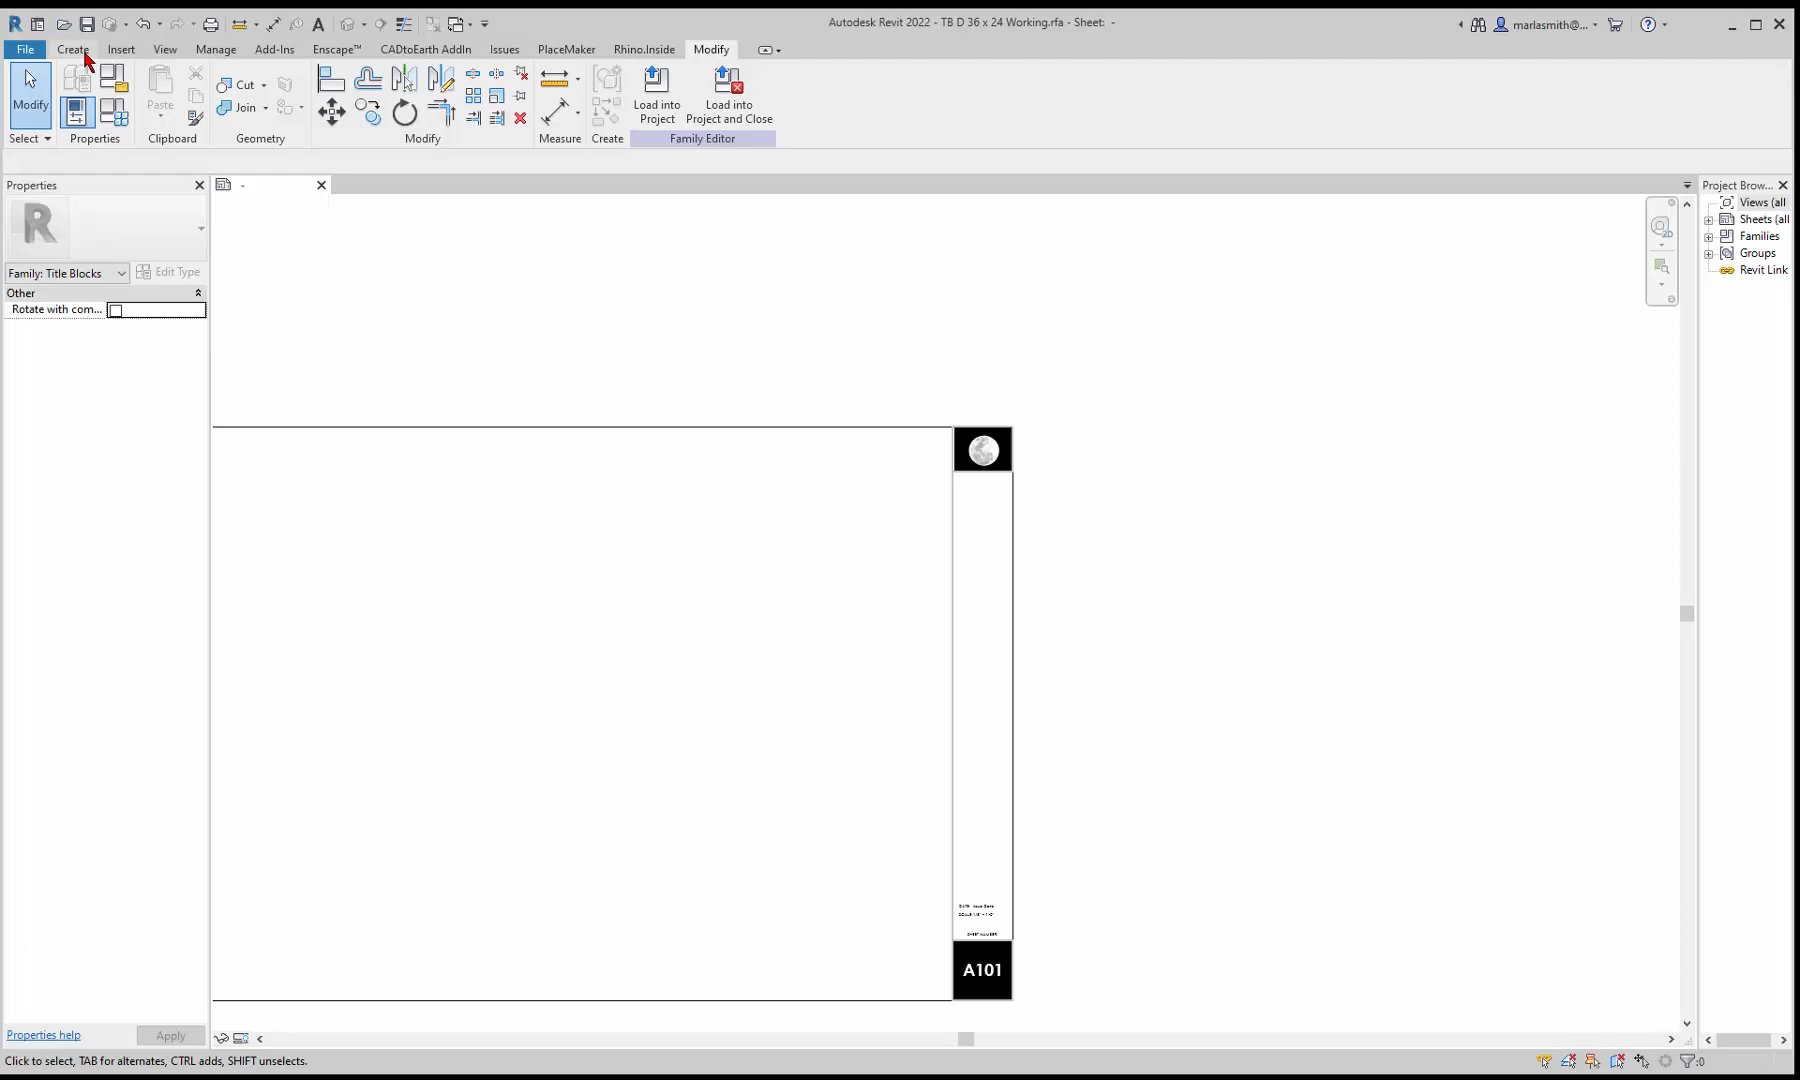 Autodesk Revit 2022 - TB D 36 x 24 Working.rfa - Sheet: -
marlasmith@...
File Create Insert View Manage Add-Ins Enscape™ CADtoEarth AddIn Issues PlaceMaker Rhino.Inside Modify
Modify
Paste
Cut
Join
Load into
Project
Load into
Project and Close
Select Properties Clipboard Geometry Modify Measure Create Family Editor
Properties
-
Project Brow...
Family: Title Blocks
Edit Type
Other
Rotate with com...
Views (all
Sheets (all
Families
Groups
Revit Link
2D
SHEET NUMBER
A101
Properties help
Apply
Click to select, TAB for alternates, CTRL adds, SHIFT unselects.
:0